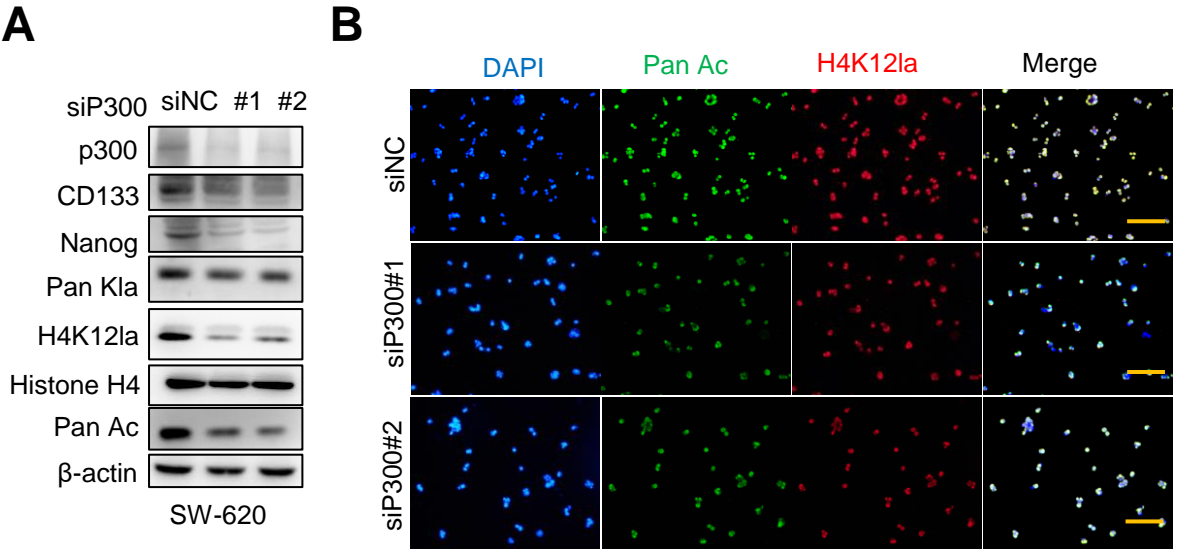 A
siP300 siNC #1 #2
p300
CD133
Nanog
Pan Kla
H4K12la
Histone H4
Pan Ac
β-actin
SW-620
B
DAPI Pan Ac H4K12la Merge
siNC
siP300#1
siP300#2